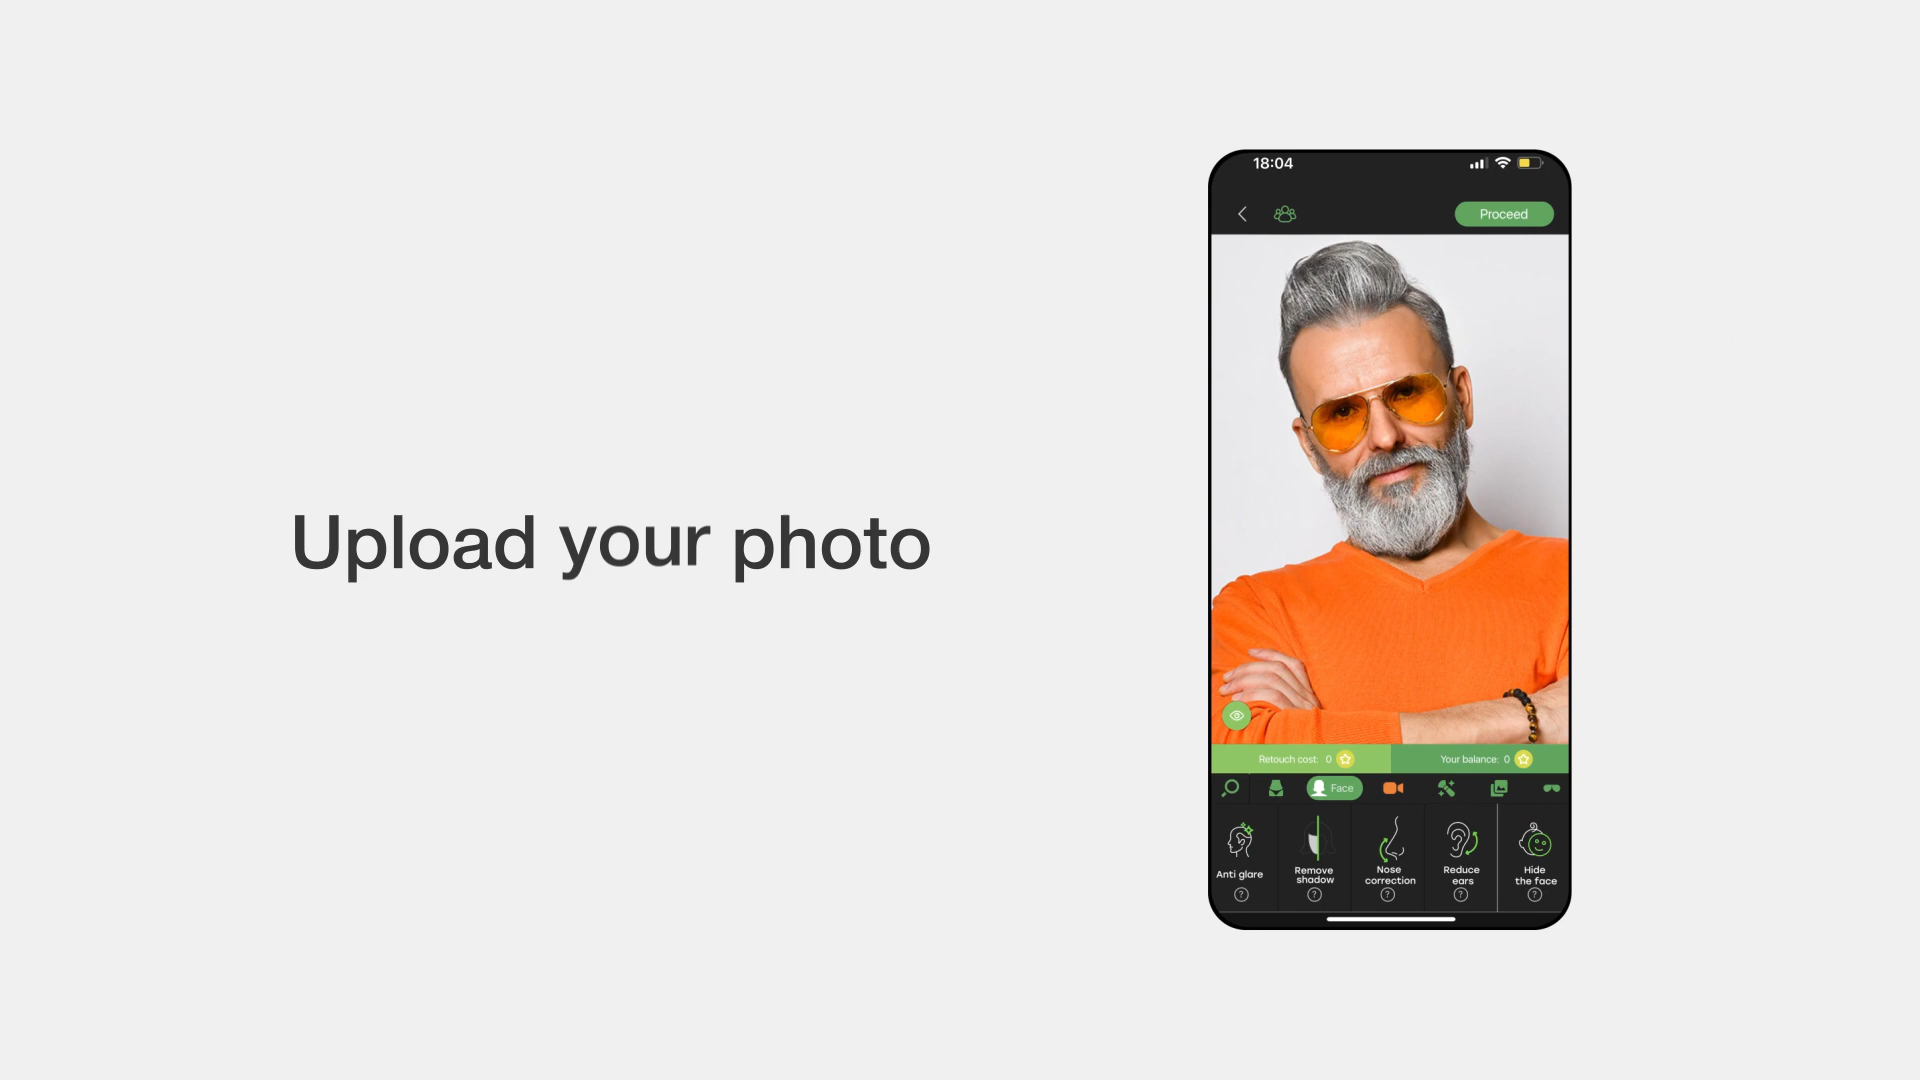 Upload your photo
18:04
Proceed
Retouch cost: 0
Your balance: 0
Face
Anti glare
Remove
shadow
Nose
correction
Reduce
ears
Hide
the face
?
?
?
?
?